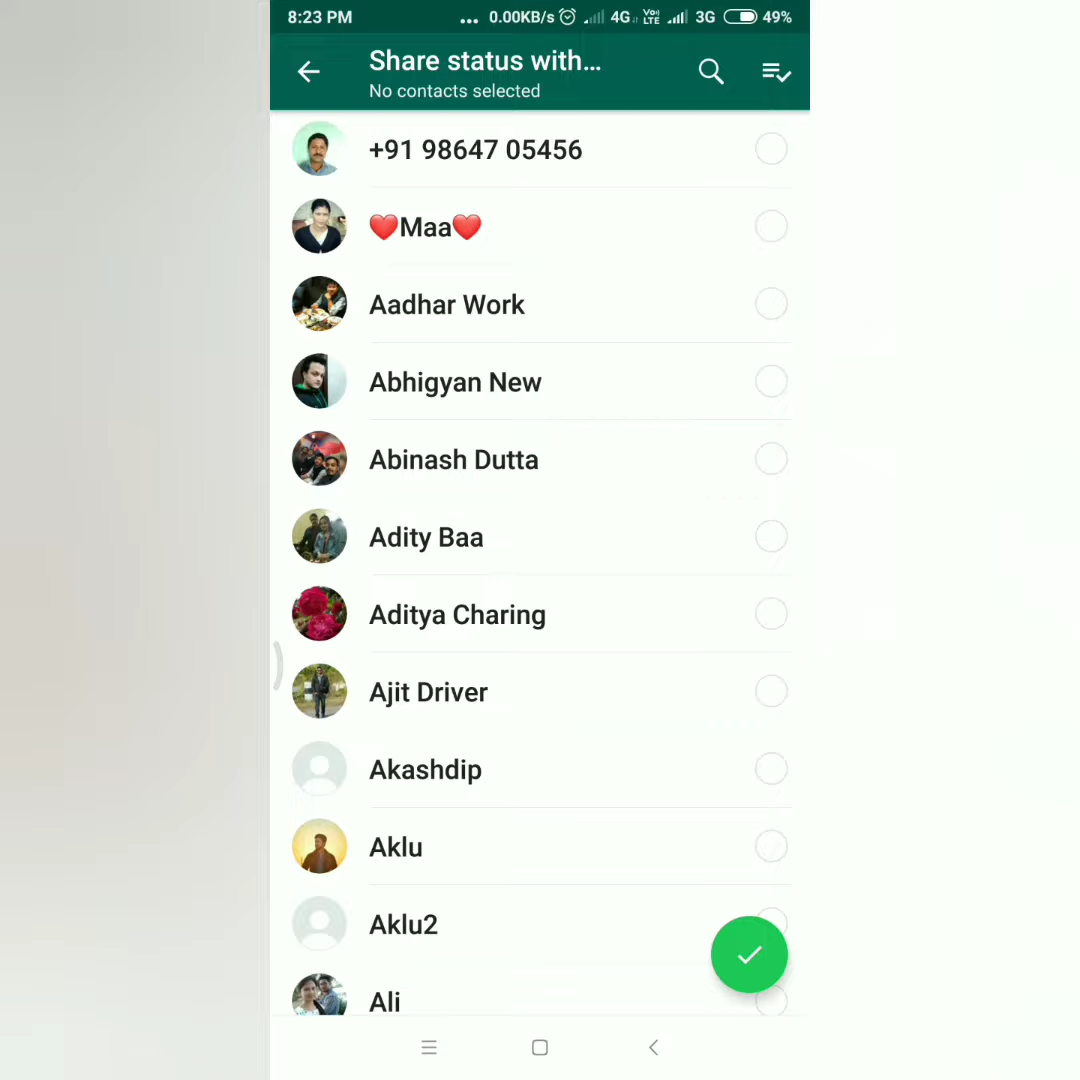 8:23 PM ... 0.00KB/s 4G VoLTE 3G 49%
Share status with...
No contacts selected
+91 98647 05456
❤️Maa❤️
Aadhar Work
Abhigyan New
Abinash Dutta
Adity Baa
Aditya Charing
Ajit Driver
Akashdip
Aklu
Aklu2
Ali